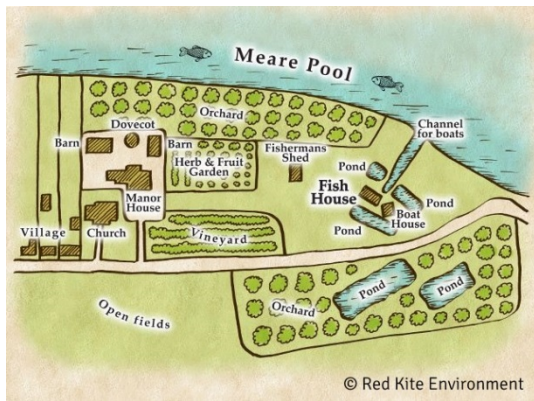 Meare Pool
Orchard
Channel
for boats
Dovecot
Barn
Barn
Herb & Fruit
Garden
Fishermans
Shed
Pond
Fish
House
Manor
House
Pond
Boat
House
Pond
Village
Church
Vineyard
Pond
Pond
Orchard
Open fields
© Red Kite Environment